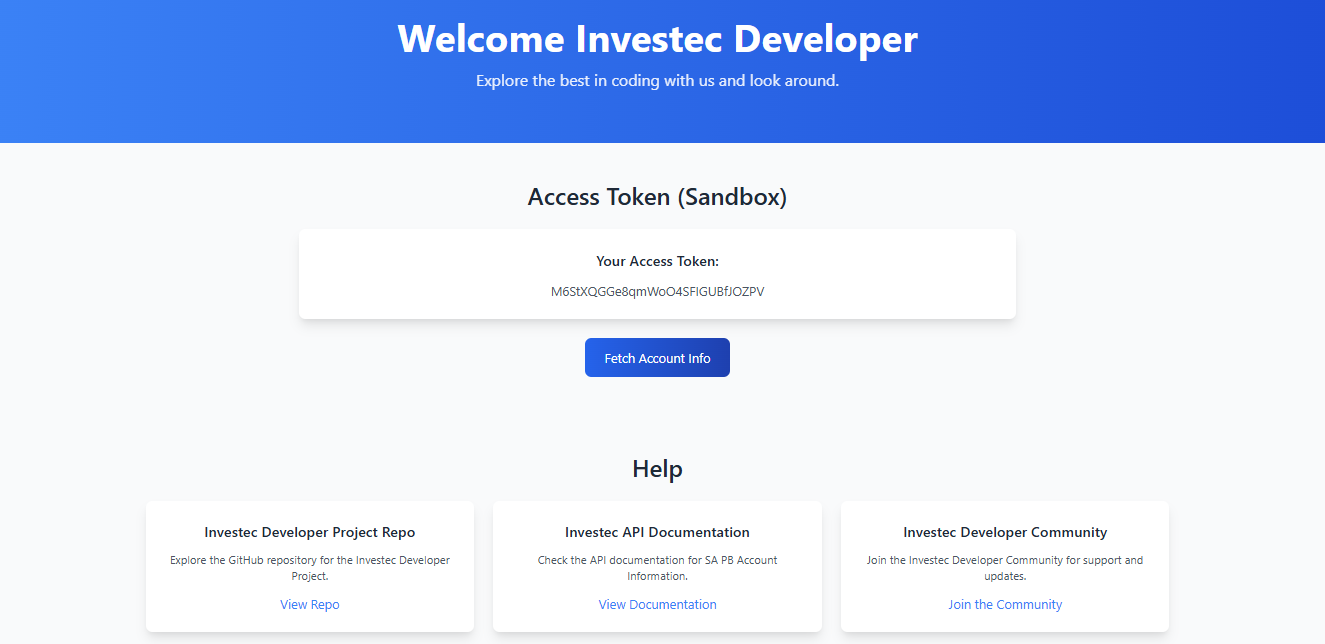 Welcome Investec Developer
Explore the best in coding with us and look around.
Access Token (Sandbox)
Your Access Token:
M6StXQGGe8qmWoO4SFIGUBfJOZPV
Fetch Account Info
Help
Investec Developer Project Repo
Explore the GitHub repository for the Investec Developer
Project.
View Repo
Investec API Documentation
Check the API documentation for SA PB Account
Information.
View Documentation
Investec Developer Community
Join the Investec Developer Community for support and
updates.
Join the Community